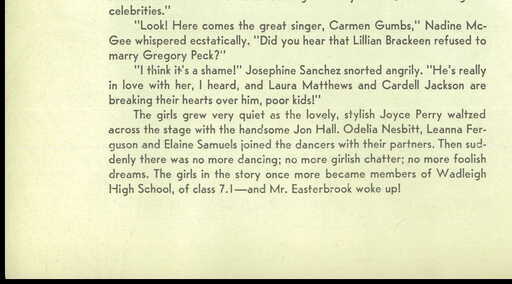 celebrities."
"Look! Here comes the great singer, Carmen Gumbs," Nadine Mc-
Gee whispered ecstatically. "Did you hear that Lillian Brackeen refused to
marry Gregory Peck?"
"I think it's a shame!" Josephine Sanchez snorted angrily. "He's really
in love with her, I heard, and Laura Matthews and Cardell Jackson are
breaking their hearts over him, poor kids!"
The girls grew very quiet as the lovely, stylish Joyce Perry waltzed
across the stage with the handsome Jon Hall. Odelia Nesbitt, Leanna Fer-
guson and Elaine Samuels joined the dancers with their partners. Then sud-
denly there was no more dancing; no more girlish chatter; no more foolish
dreams. The girls in the story once more became members of Wadleigh
High School, of class 7.1—and Mr. Easterbrook woke up!